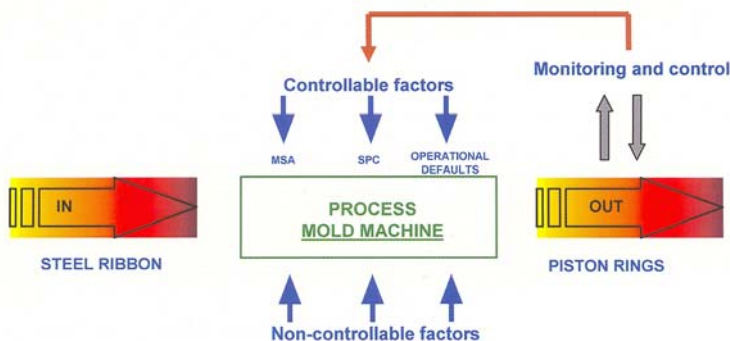 Monitoring and control
Controllable factors
MSA
SPC
OPERATIONAL
DEFAULTS
IN
PROCESS
MOLD MACHINE
OUT
STEEL RIBBON
PISTON RINGS
Non-controllable factors